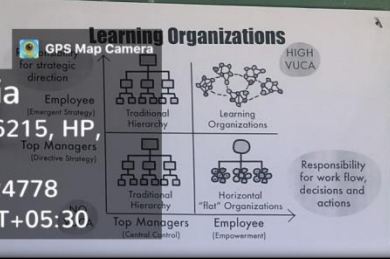 Learning Organizations
GPS Map Camera
for strategic
direction
HIGH
VUCA
ia
Employee
(Emergent Strategy)
Traditional
Hierarchy
Learning
Organizations
5215, HP,
Top Managers
(Directive Strategy)
4778
T+05:30
Traditional
Hierarchy
Horizontal
"flat" Organizations
Responsibility
for work flow,
decisions and
actions
NO
Top Managers
(Central Control)
Employee
(Empowerment)